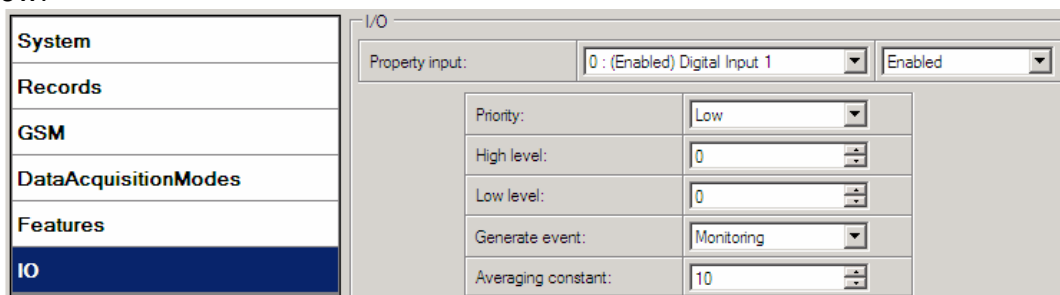 System
Records
GSM
DataAcquisitionModes
Features
IO
I/O
Property input: 0 : (Enabled) Digital Input 1 Enabled
Priority: Low
High level: 0
Low level: 0
Generate event: Monitoring
Averaging constant: 10